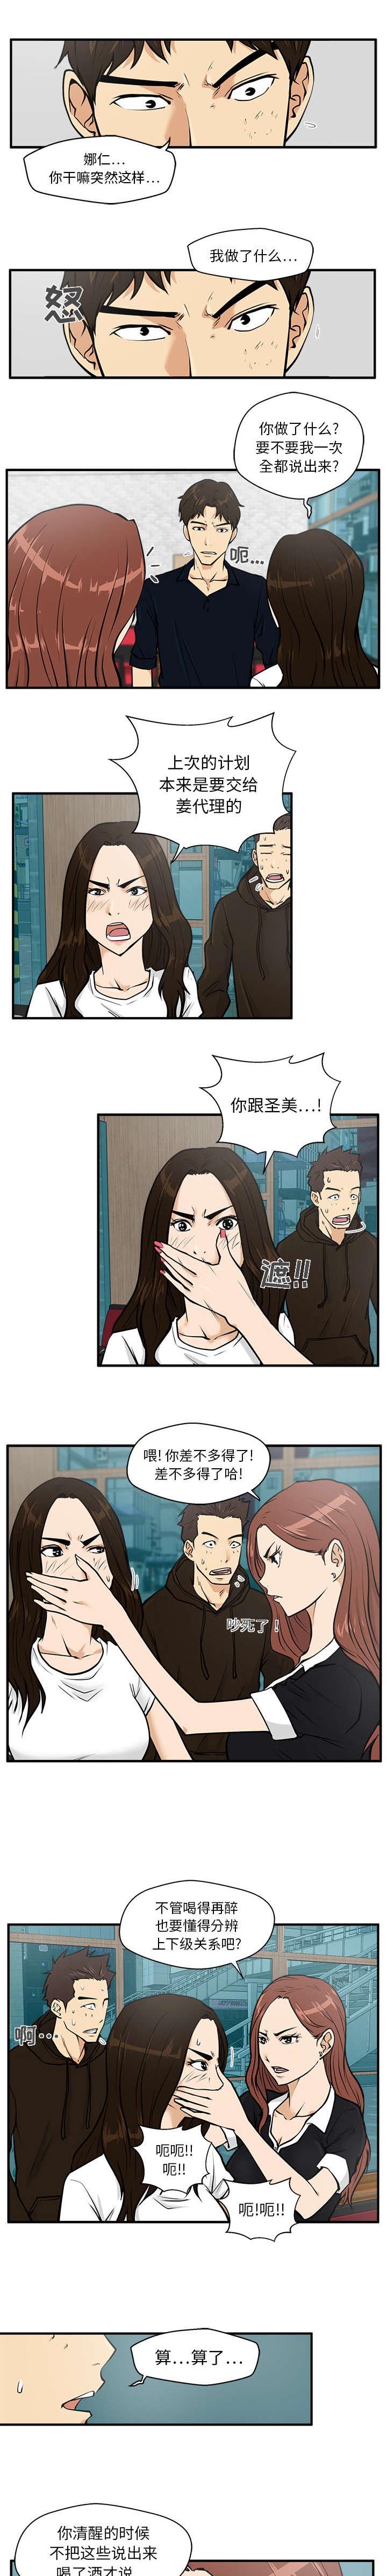 娜仁...
你干嘛突然这样...
我做了什么...
怒
你做了什么?
要不要我一次
全都说出来?
呃...
上次的计划
本来是要交给
姜代理的
你跟圣美...!
遮!!
喂! 你差不多得了!
差不多得了哈!
吵死了!
不管喝得再醉
也要懂得分辨
上下级关系吧?
啊...
呃呃!!
呃!!
呃!呃!!
算...算了...
你清醒的时候
不把这些说出来
喝了酒才说